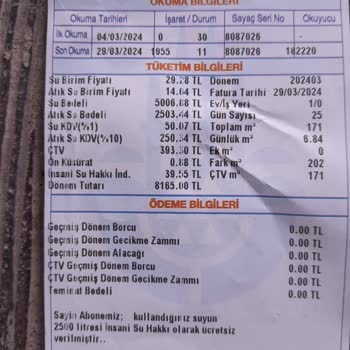 OKUMA BİLGİLERİ
Okuma Tarihleri İşaret / Durum Sayaç Seri No Okuyucu
İlk Okuma 04/03/2024 0 30 8087026 -
Son Okuma 29/03/2024 1955 11 8087026 182220
TÜKETİM BİLGİLERİ
Su Birim Fiyatı 29.28 TL Dönem 202403
Atık Su Birim Fiyatı 14.64 TL Fatura Tarihi 29/03/2024
Su Bedeli 5006.88 TL Ev/İş Yeri 1/0
Atık Su Bedeli 2503.44 TL Gün Sayısı 25
Su KDV(%1) 50.07 TL Toplam m³ 171
Atık Su KDV(%10) 250.34 TL Günlük m³ 6.84
ÇTV 393.30 TL Ek m³ 0
Ön Küsürat 0.88 TL Fark m³ 202
İnsani Su Hakkı İnd. 39.55 TL ÇTV m³ 171
Dönem Tutarı 8165.00 TL
ÖDEME BİLGİLERİ
Geçmiş Dönem Borcu 0.00 TL
Geçmiş Dönem Gecikme Zammı 0.00 TL
Geçmiş Dönem Alacağı 0.00 TL
ÇTV Geçmiş Dönem Borcu 0.00 TL
ÇTV Geçmiş Dönem Gecikme Zammı 0.00 TL
Teminat Bedeli 0.00 TL
Sayin Abonemiz; kullandığınız suyun
2500 litresi İnsani Su Hakkı olarak ücretsiz
verilmiştir..